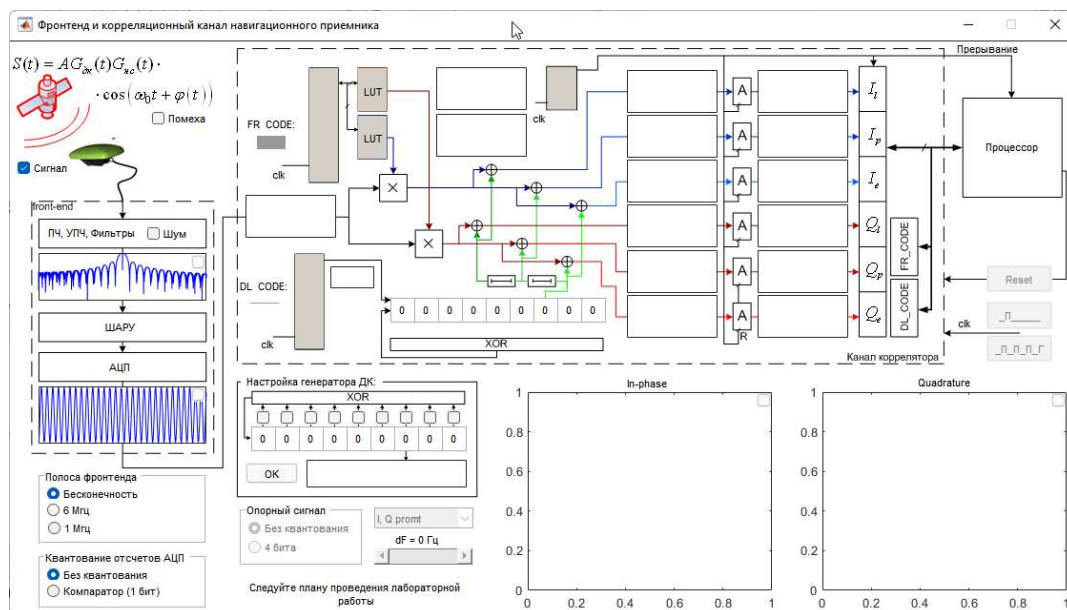 Фронтенд и корреляционный канал навигационного приемника
S(t) = AG_дк(t)G_нс(t) ·
· cos(ω₀t + φ(t))
Помеха
Сигнал
front-end
ПЧ, УПЧ, Фильтры
Шум
ШАРУ
АЦП
Полоса фронтенда
Бесконечность
6 Мгц
1 Мгц
Квантование отсчетов АЦП
Без квантования
Компаратор (1 бит)
FR CODE:
clk
LUT
LUT
clk
×
×
DL CODE:
clk
0 0 0 0 0 0 0 0 0
XOR
A
A
A
A
A
A
R
I_l
I_p
I_e
Q_l
Q_p
Q_e
FR_CODE
DL_CODE
Канал коррелятора
Прерывание
Процессор
Reset
clk
_П_____
_П_П_П_Г
Настройка генератора ДК:
XOR
0 0 0 0 0 0 0 0 0
OK
Опорный сигнал
Без квантования
4 бита
I, Q promt
dF = 0 Гц
Следуйте плану проведения лабораторной
работы
In-phase
1
0.8
0.6
0.4
0.2
0
0 0.2 0.4 0.6 0.8 1
Quadrature
1
0.8
0.6
0.4
0.2
0
0 0.2 0.4 0.6 0.8 1